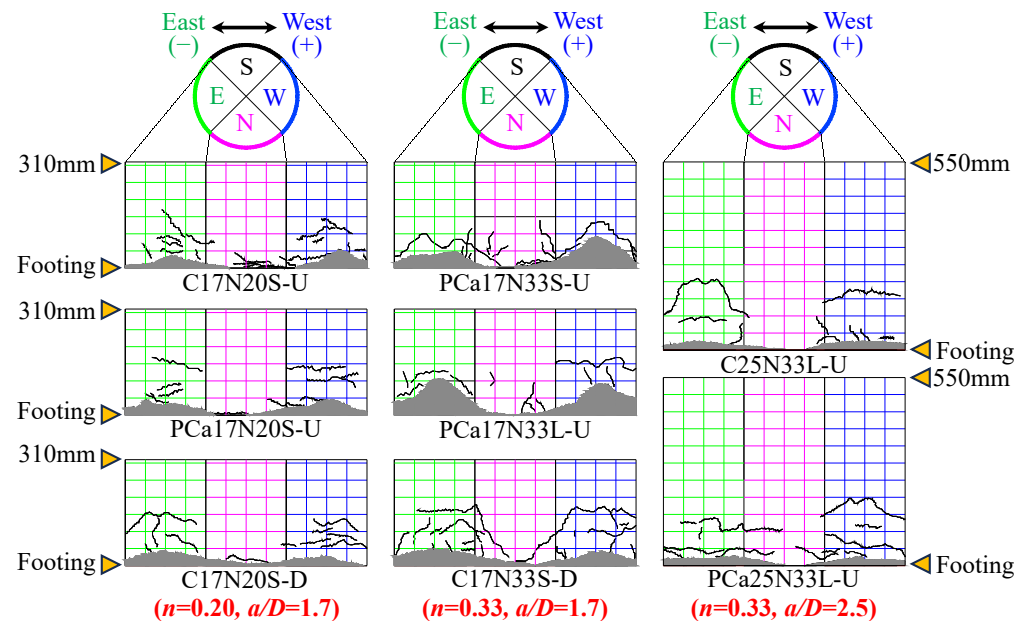 East West East West East West
(−) (+) (−) (+) (−) (+)
S S S
E W E W E W
N N N
310mm 550mm
Footing
C17N20S-U PCa17N33S-U
310mm
Footing
C25N33L-U
Footing
550mm
Footing
PCa17N20S-U PCa17N33L-U
310mm
Footing
C17N20S-D C17N33S-D PCa25N33L-U
(n=0.20, a/D=1.7) (n=0.33, a/D=1.7) (n=0.33, a/D=2.5)